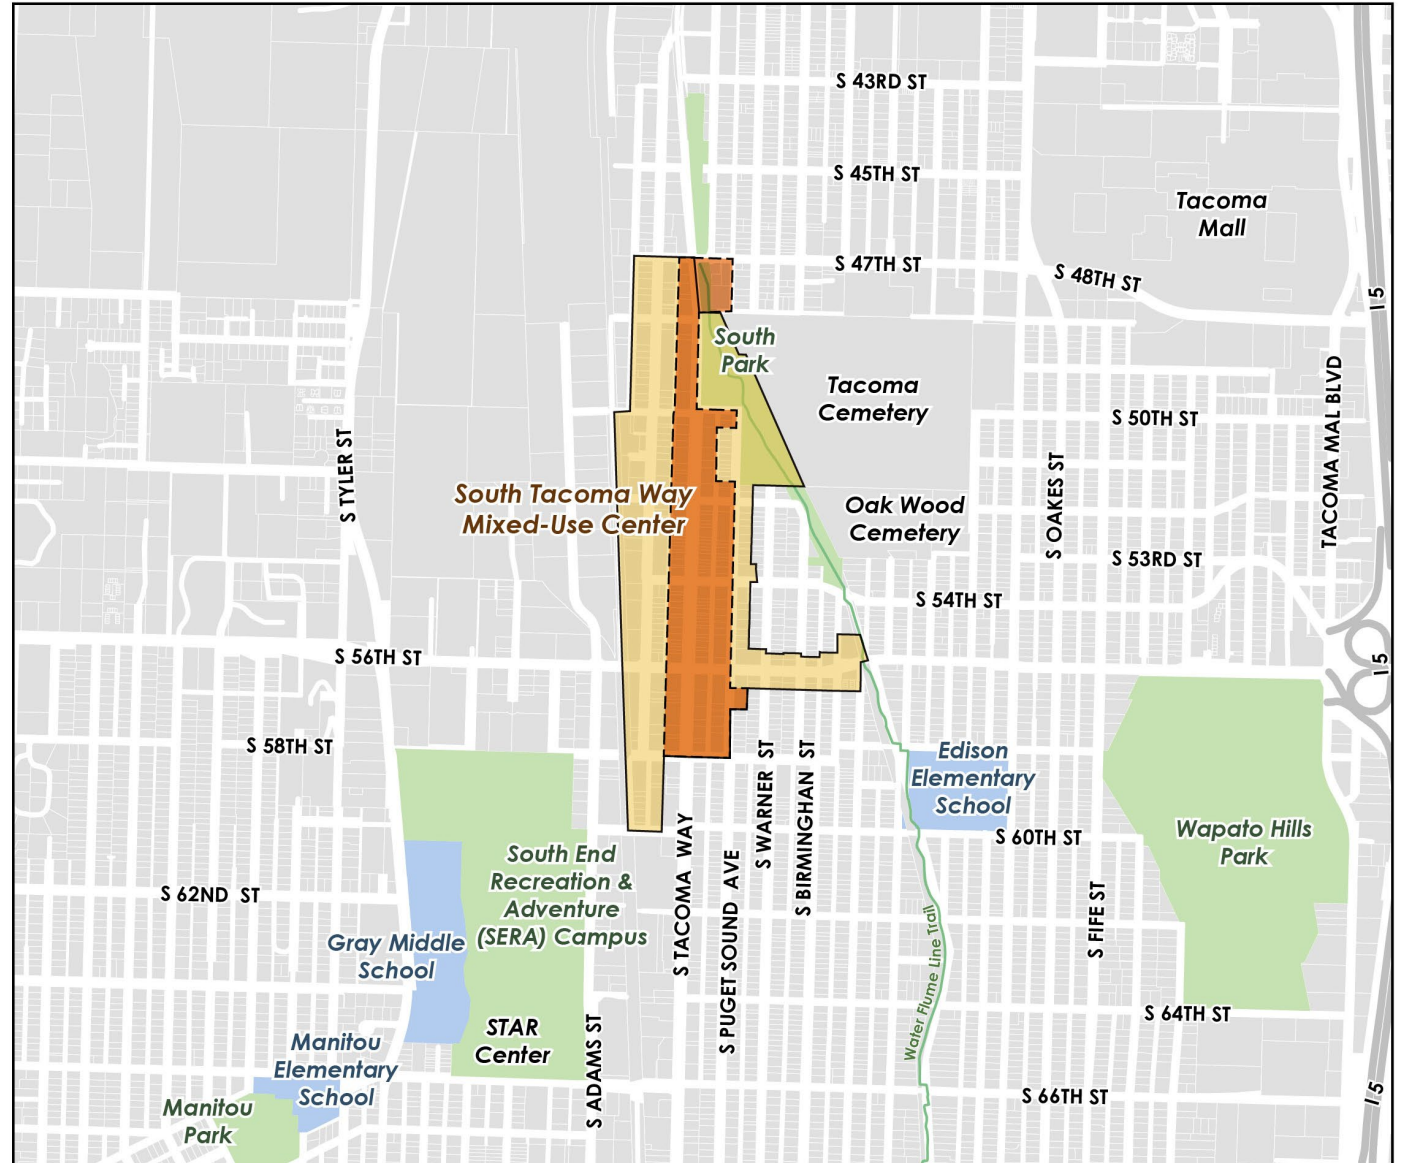 S 43RD ST
S 45TH ST
Tacoma
Mall
S 47TH ST
S 48TH ST
I 5
South
Park
Tacoma
Cemetery
TACOMA MAL BLVD
S 50TH ST
S TYLER ST
South Tacoma Way
Mixed-Use Center
Oak Wood
Cemetery
S OAKES ST
S 53RD ST
S 54TH ST
S 56TH ST
I 5
S 58TH ST
Edison
Elementary
School
S WARNER ST
S BIRMINGHAN ST
S 60TH ST
Wapato Hills
Park
South End
Recreation &
Adventure
(SERA) Campus
S TACOMA WAY
S PUGET SOUND AVE
S 62ND ST
S FIFE ST
Gray Middle
School
Water Flume Line Trail
S 64TH ST
STAR
Center
Manitou
Elementary
School
S ADAMS ST
S 66TH ST
I 5
Manitou
Park